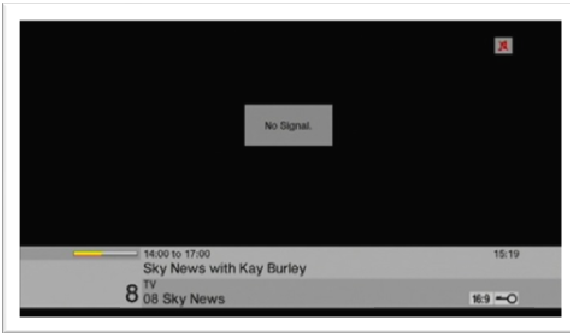 No Signal.
14:00 to 17:00 15:19
Sky News with Kay Burley
TV
8 08 Sky News 16:9